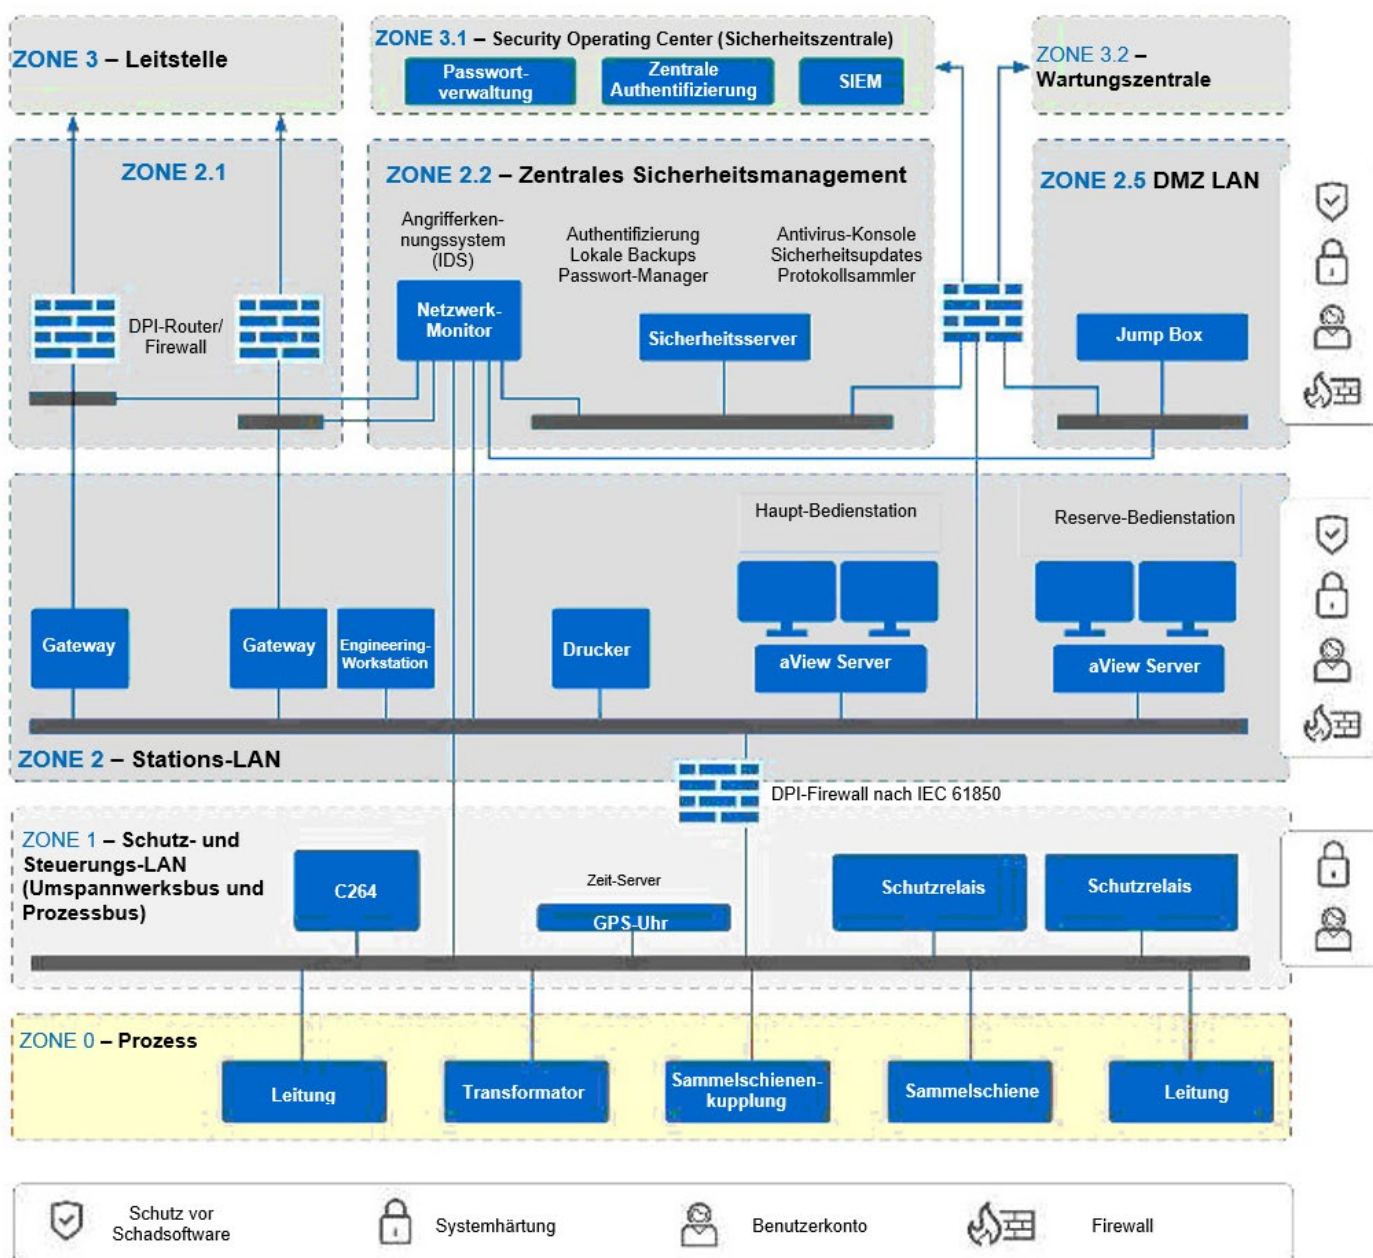 ZONE 3 – Leitstelle
ZONE 3.1 – Security Operating Center (Sicherheitszentrale)
Passwort-
verwaltung
Zentrale
Authentifizierung
SIEM
ZONE 3.2 –
Wartungszentrale
ZONE 2.1
DPI-Router/
Firewall
ZONE 2.2 – Zentrales Sicherheitsmanagement
Angrifferken-
nungssystem
(IDS)
Netzwerk-
Monitor
Authentifizierung
Lokale Backups
Passwort-Manager
Antivirus-Konsole
Sicherheitsupdates
Protokollsammler
Sicherheitsserver
ZONE 2.5 DMZ LAN
Jump Box
Haupt-Bedienstation
Reserve-Bedienstation
Gateway
Gateway
Engineering-
Workstation
Drucker
aView Server
aView Server
ZONE 2 – Stations-LAN
DPI-Firewall nach IEC 61850
ZONE 1 – Schutz- und
Steuerungs-LAN
(Umspannwerksbus und
Prozessbus)
C264
Zeit-Server
GPS-Uhr
Schutzrelais
Schutzrelais
ZONE 0 – Prozess
Leitung
Transformator
Sammelschienen-
kupplung
Sammelschiene
Leitung
Schutz vor
Schadsoftware
Systemhärtung
Benutzerkonto
Firewall